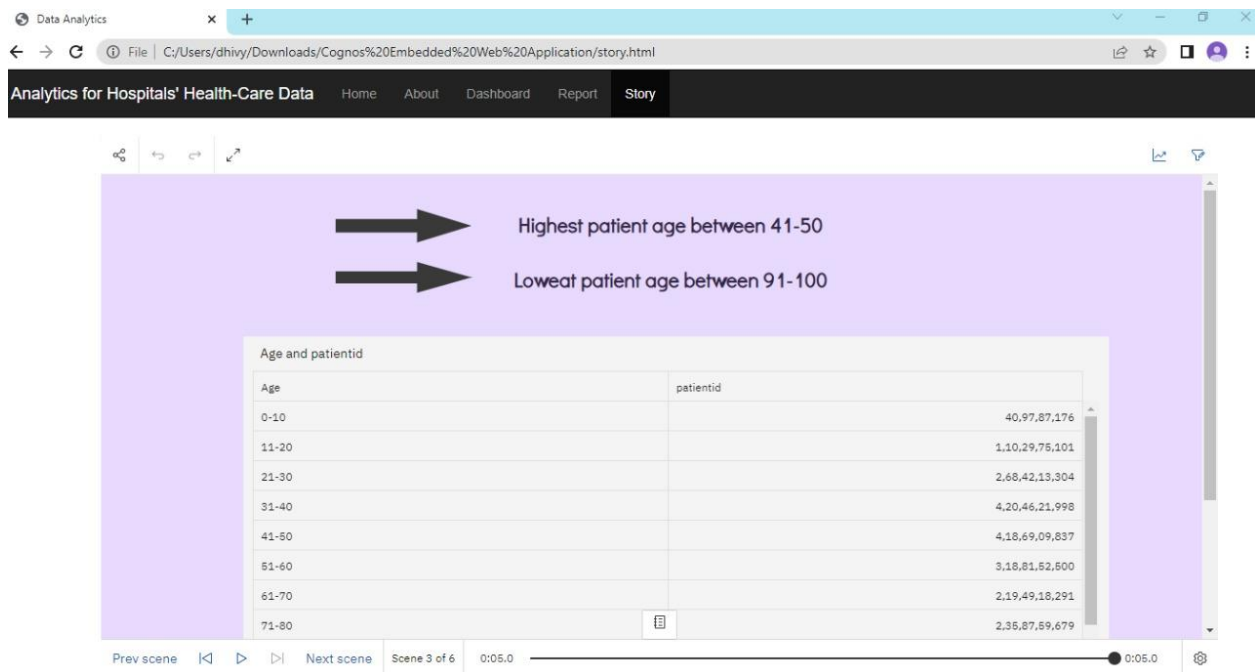 Data Analytics
File | C:/Users/dhivy/Downloads/Cognos%20Embedded%20Web%20Application/story.html
Analytics for Hospitals' Health-Care Data Home About Dashboard Report Story
Highest patient age between 41-50
Loweat patient age between 91-100
Age and patientid
Age patientid
0-10 40,97,87,176
11-20 1,10,29,75,101
21-30 2,68,42,13,304
31-40 4,20,46,21,998
41-50 4,18,69,09,837
51-60 3,18,81,52,500
61-70 2,19,49,18,291
71-80 2,35,87,59,679
Prev scene Next scene Scene 3 of 6 0:05.0 0:05.0